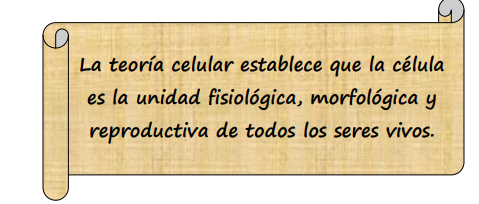 La teoría celular establece que la célula
es la unidad fisiológica, morfológica y
reproductiva de todos los seres vivos.